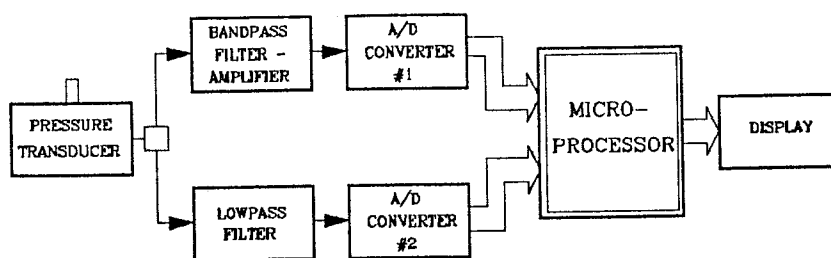 BANDPASS
FILTER -
AMPLIFIER
A/D
CONVERTER
#1
PRESSURE
TRANSDUCER
MICRO-
PROCESSOR
DISPLAY
LOWPASS
FILTER
A/D
CONVERTER
#2